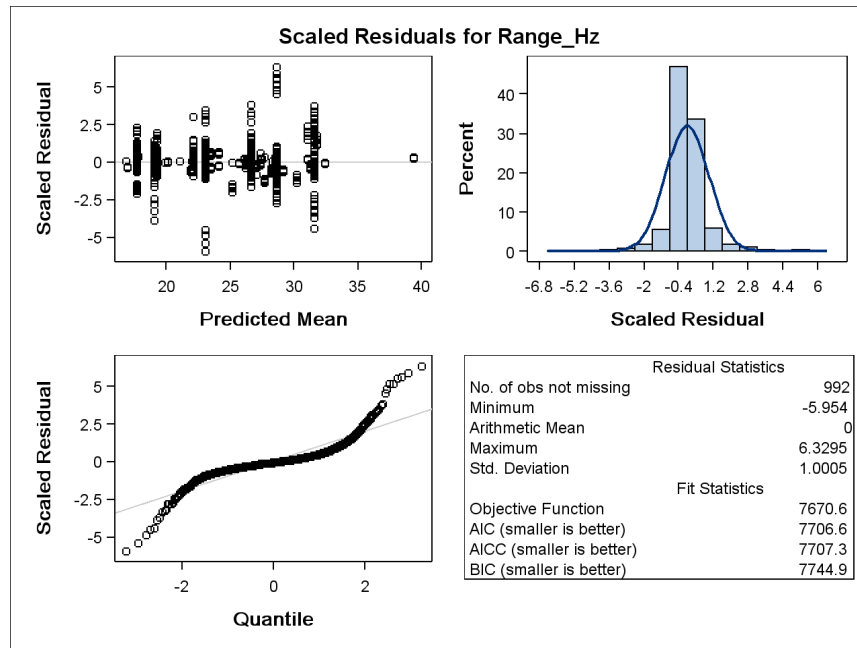 Scaled Residuals for Range_Hz
Scaled Residual
5
2.5
0
-2.5
-5
20 25 30 35 40
Predicted Mean
Percent
40
30
20
10
0
-6.8 -5.2 -3.6 -2 -0.4 1.2 2.8 4.4 6
Scaled Residual
Scaled Residual
5
2.5
0
-2.5
-5
-2 0 2
Quantile
Residual Statistics
No. of obs not missing 992
Minimum -5.954
Arithmetic Mean 0
Maximum 6.3295
Std. Deviation 1.0005
Fit Statistics
Objective Function 7670.6
AIC (smaller is better) 7706.6
AICC (smaller is better) 7707.3
BIC (smaller is better) 7744.9